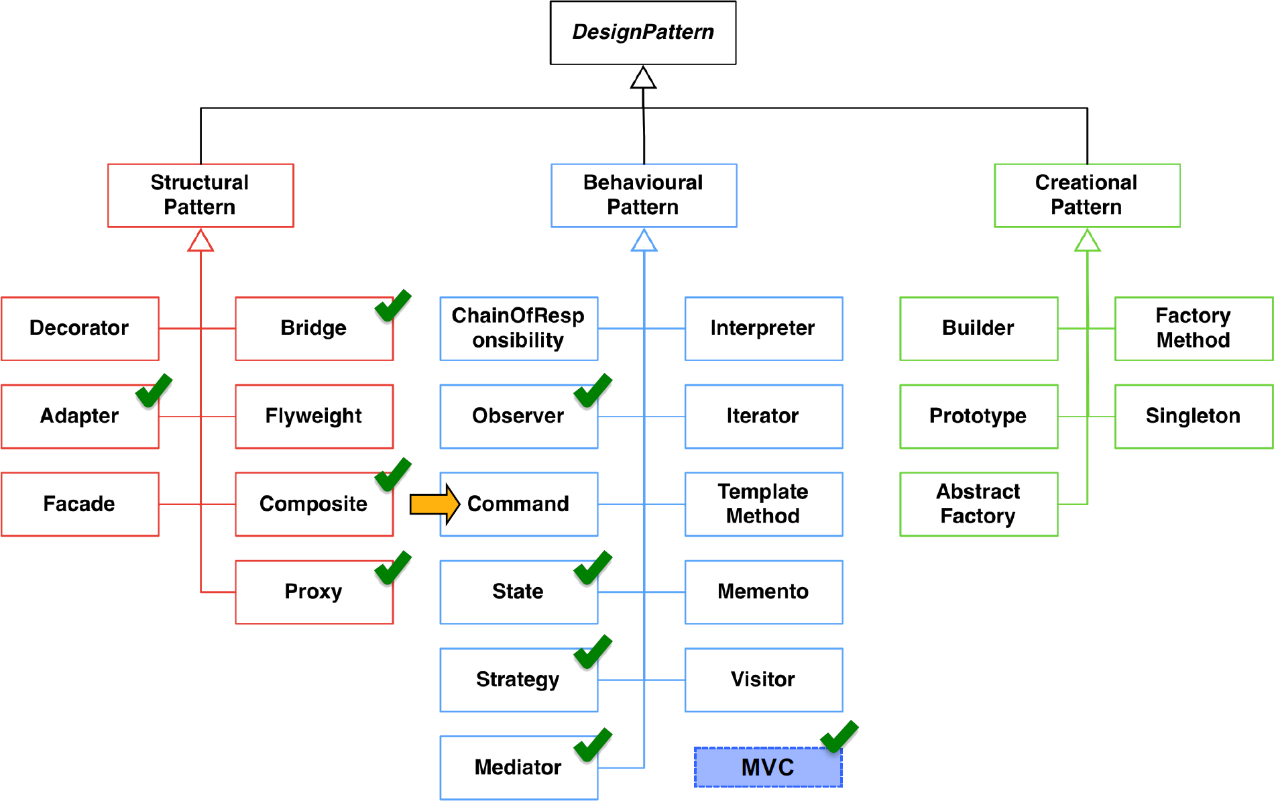 DesignPattern
Structural
Pattern
Behavioural
Pattern
Creational
Pattern
Decorator
Bridge
ChainOfResp
onsibility
Interpreter
Builder
Factory
Method
Adapter
Flyweight
Observer
Iterator
Prototype
Singleton
Facade
Composite
Command
Template
Method
Abstract
Factory
Proxy
State
Memento
Strategy
Visitor
Mediator
MVC